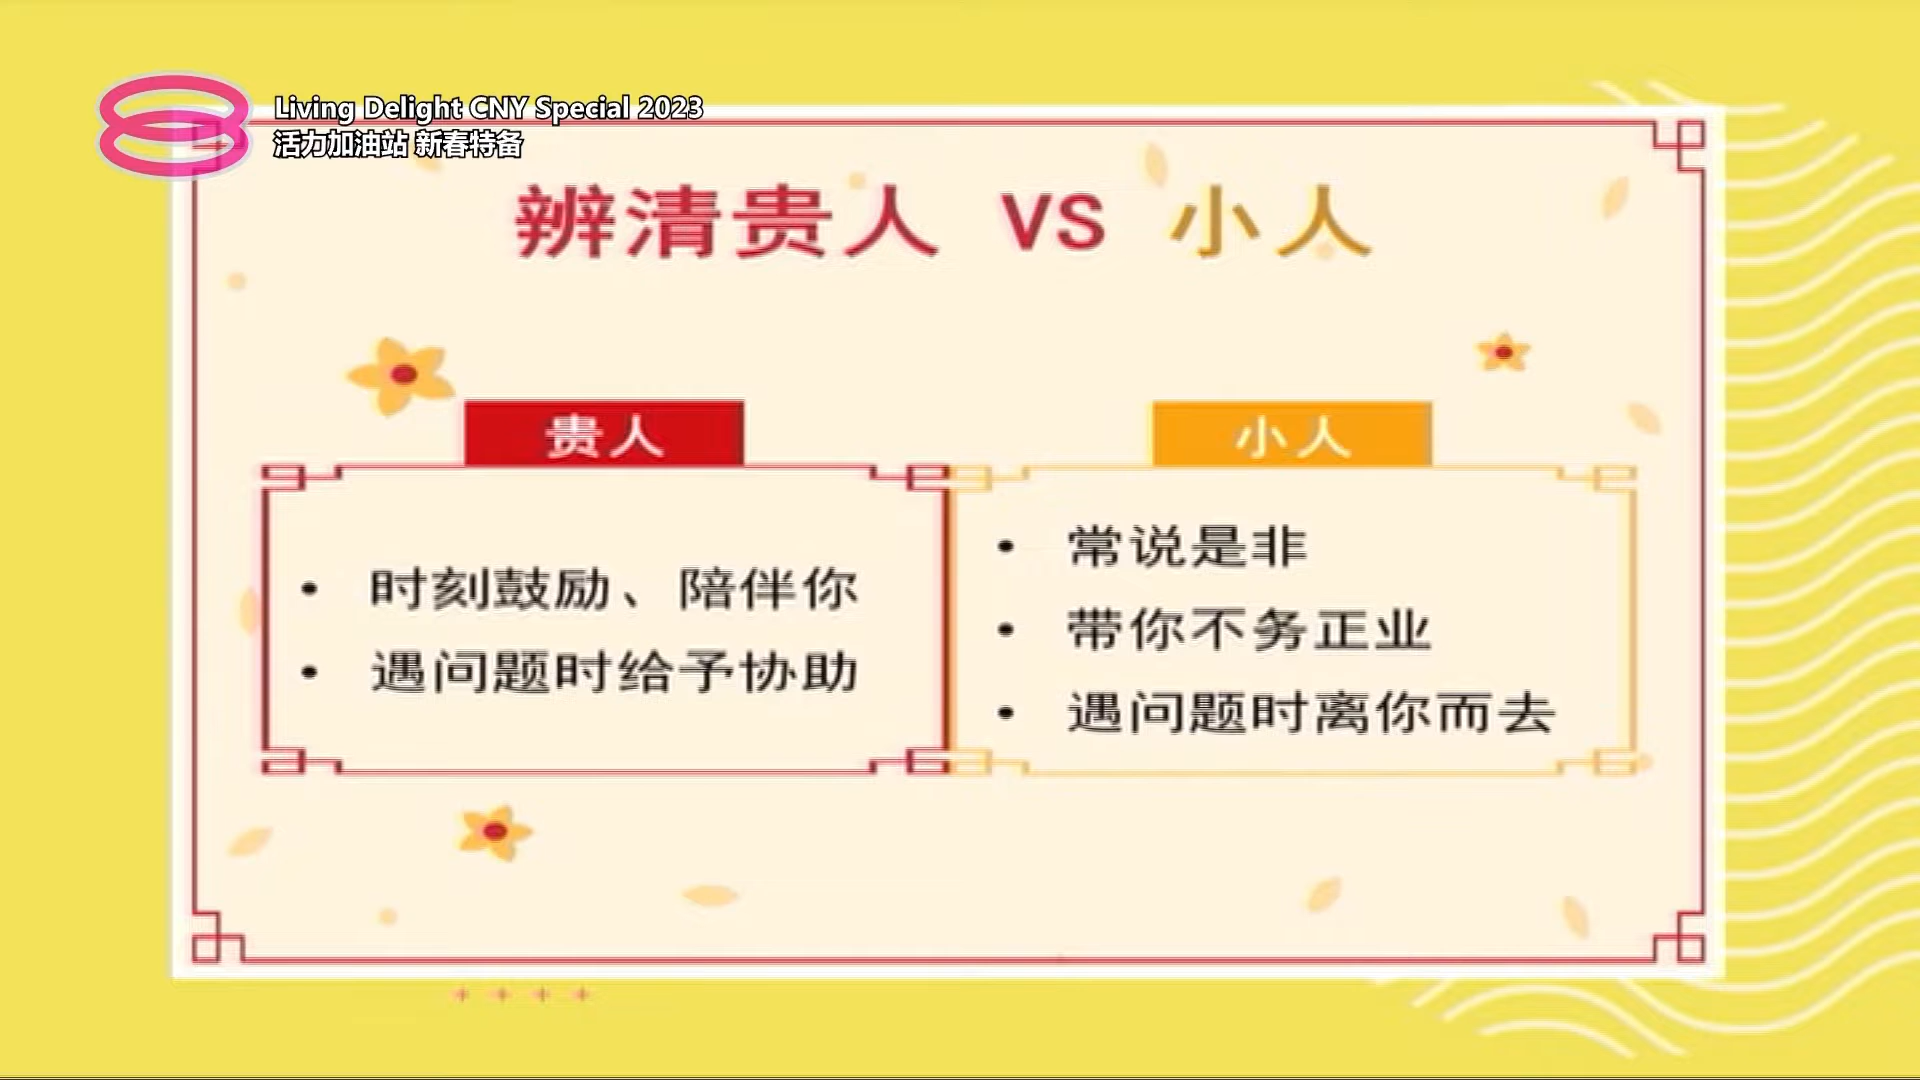 Living Delight CNY Special 2023
活力加油站 新春特备
辨清贵人 VS 小人
贵人
• 时刻鼓励、陪伴你
• 遇问题时给予协助
小人
• 常说是非
• 带你不务正业
• 遇问题时离你而去